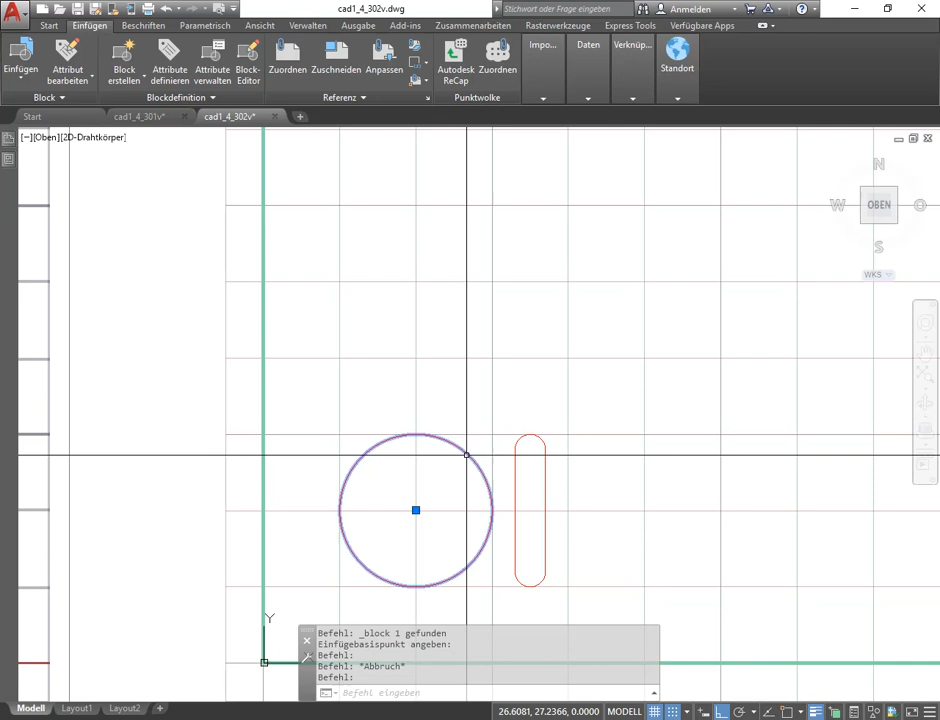 cad1_4_302v.dwg
Stichwort oder Frage eingeben
Anmelden
Start Einfügen Beschriften Parametrisch Ansicht Verwalten Ausgabe Add-ins Zusammenarbeiten Rasterwerkzeuge Express Tools Verfügbare Apps
Einfügen
Attribut bearbeiten
Block erstellen
Attribute definieren
Attribute verwalten
Block-Editor
Zuordnen
Zuschneiden
Anpassen
Autodesk ReCap
Zuordnen
Impo...
Daten
Verknüp...
Standort
Block Blockdefinition Referenz Punktwolke
Start cad1_4_301v* cad1_4_302v*
[−][Oben][2D-Drahtkörper]
N
W OBEN O
S
WKS
Y
Befehl: _block 1 gefunden
Einfügebasispunkt angeben:
Befehl:
Befehl: *Abbruch*
Befehl:
Befehl eingeben
Modell Layout1 Layout2 +
26.6081, 27.2366, 0.0000 MODELL